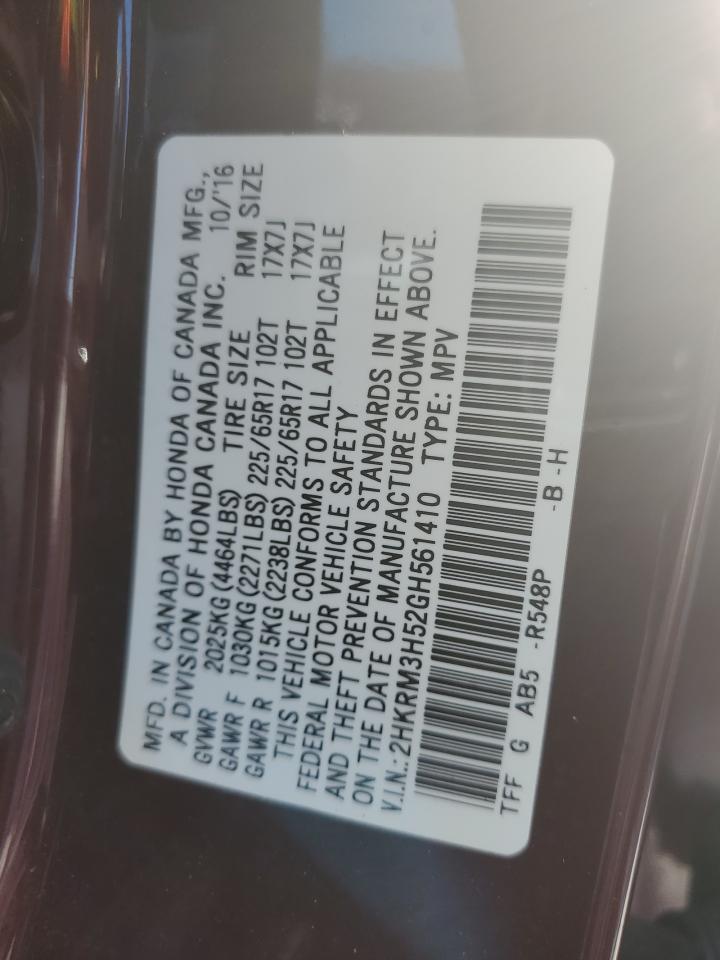 MFD. IN CANADA BY HONDA OF CANADA MFG.,
A DIVISION OF HONDA CANADA INC. 10/'16
GVWR 2025KG (4464LBS) TIRE SIZE RIM SIZE
GAWR F 1030KG (2271LBS) 225/65R17 102T 17X7J
GAWR R 1015KG (2238LBS) 225/65R17 102T 17X7J
THIS VEHICLE CONFORMS TO ALL APPLICABLE
FEDERAL MOTOR VEHICLE SAFETY
AND THEFT PREVENTION STANDARDS IN EFFECT
ON THE DATE OF MANUFACTURE SHOWN ABOVE.
V.I.N.: 2HKRM3H52GH561410 TYPE: MPV
TFF G AB5 -R548P -B -H